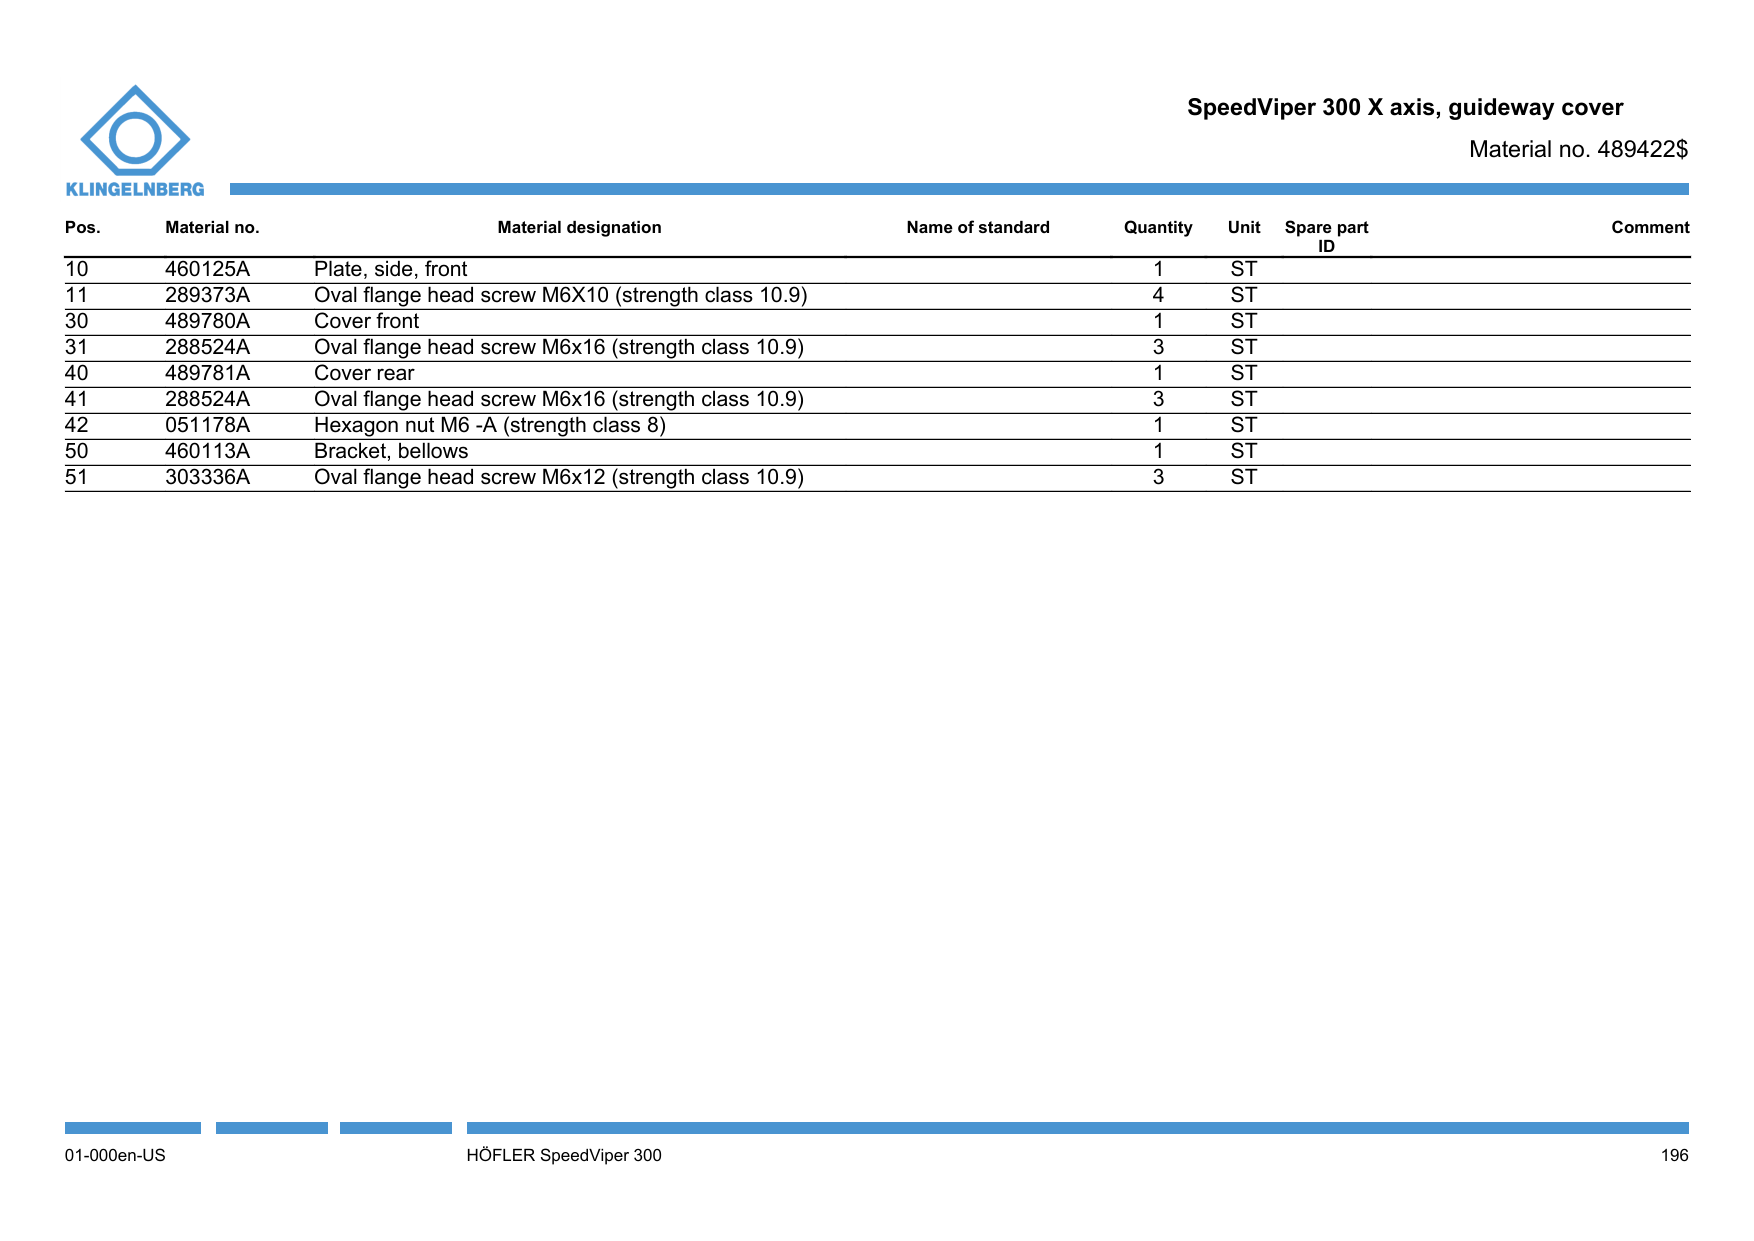 SpeedViper 300 X axis, guideway cover
Material no. 489422$
KLINGELNBERG
Pos. Material no. Material designation Name of standard Quantity Unit Spare part ID Comment
10 460125A Plate, side, front 1 ST
11 289373A Oval flange head screw M6X10 (strength class 10.9) 4 ST
30 489780A Cover front 1 ST
31 288524A Oval flange head screw M6x16 (strength class 10.9) 3 ST
40 489781A Cover rear 1 ST
41 288524A Oval flange head screw M6x16 (strength class 10.9) 3 ST
42 051178A Hexagon nut M6 -A (strength class 8) 1 ST
50 460113A Bracket, bellows 1 ST
51 303336A Oval flange head screw M6x12 (strength class 10.9) 3 ST
01-000en-US HÖFLER SpeedViper 300 196